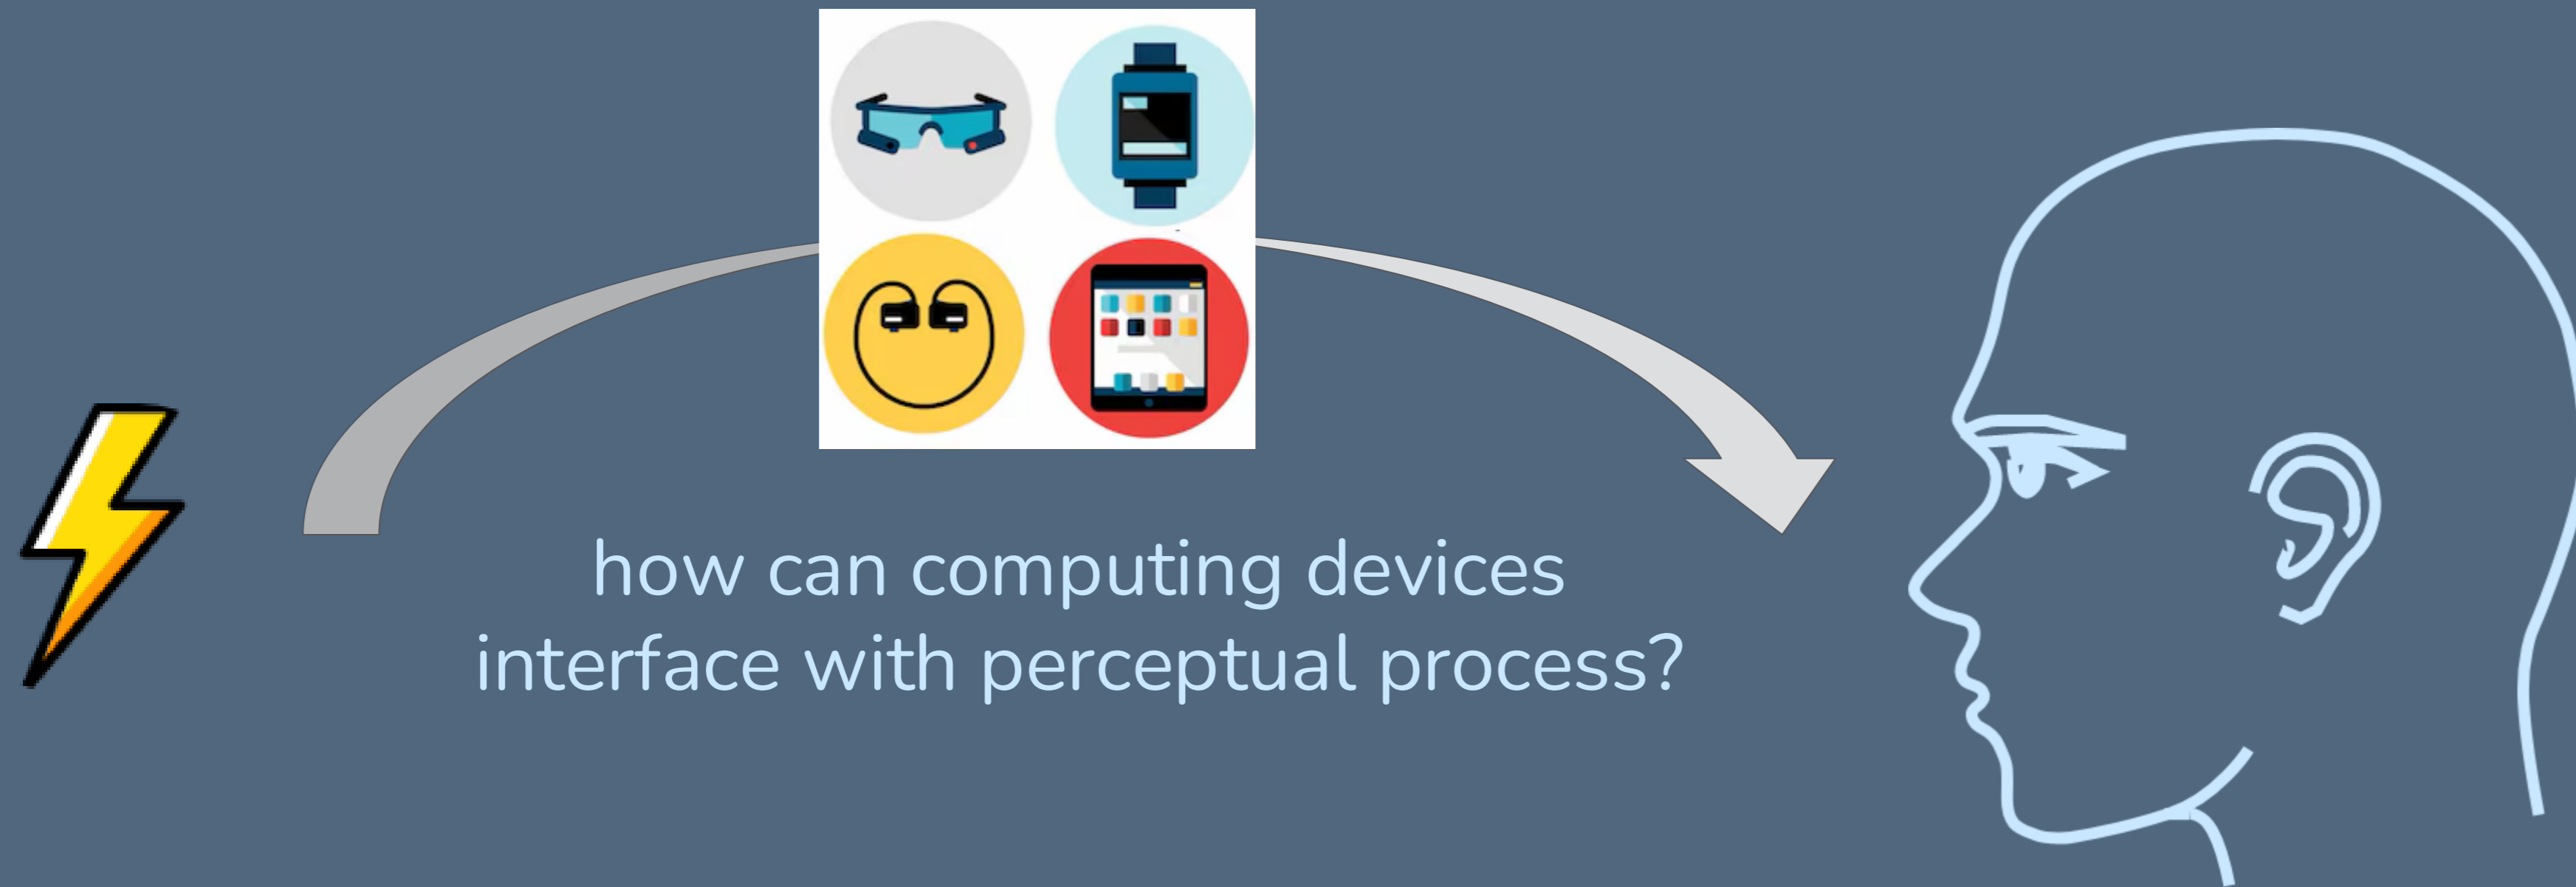 how can computing devices
interface with perceptual process?